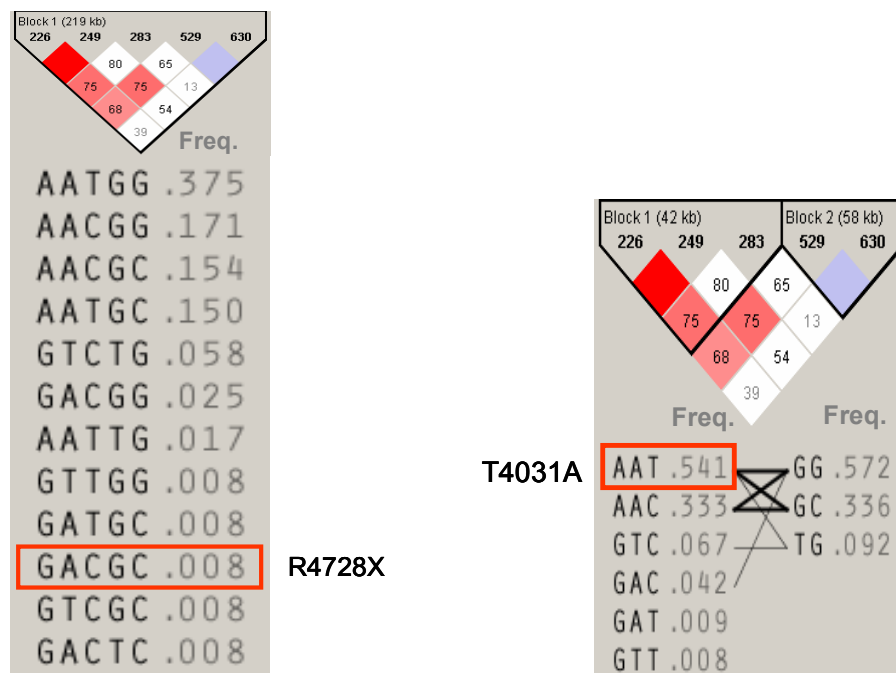 Block 1 (219 kb)
226 249 283 529 630
80 65
75 75 13
68 54
39
Freq.
AATGG .375
AACGG .171
AACGC .154
AATGC .150
GTCTG .058
GACGG .025
AATTG .017
GTTGG .008
GATGC .008
GACGC .008
R4728X
GTCGC .008
GACTC .008
Block 1 (42 kb) Block 2 (58 kb)
226 249 283 529 630
80 65
75 75 13
68 54
39
Freq. Freq.
T4031A
AAT .541 GG .572
AAC .333 GC .336
GTC .067 TG .092
GAC .042
GAT .009
GTT .008